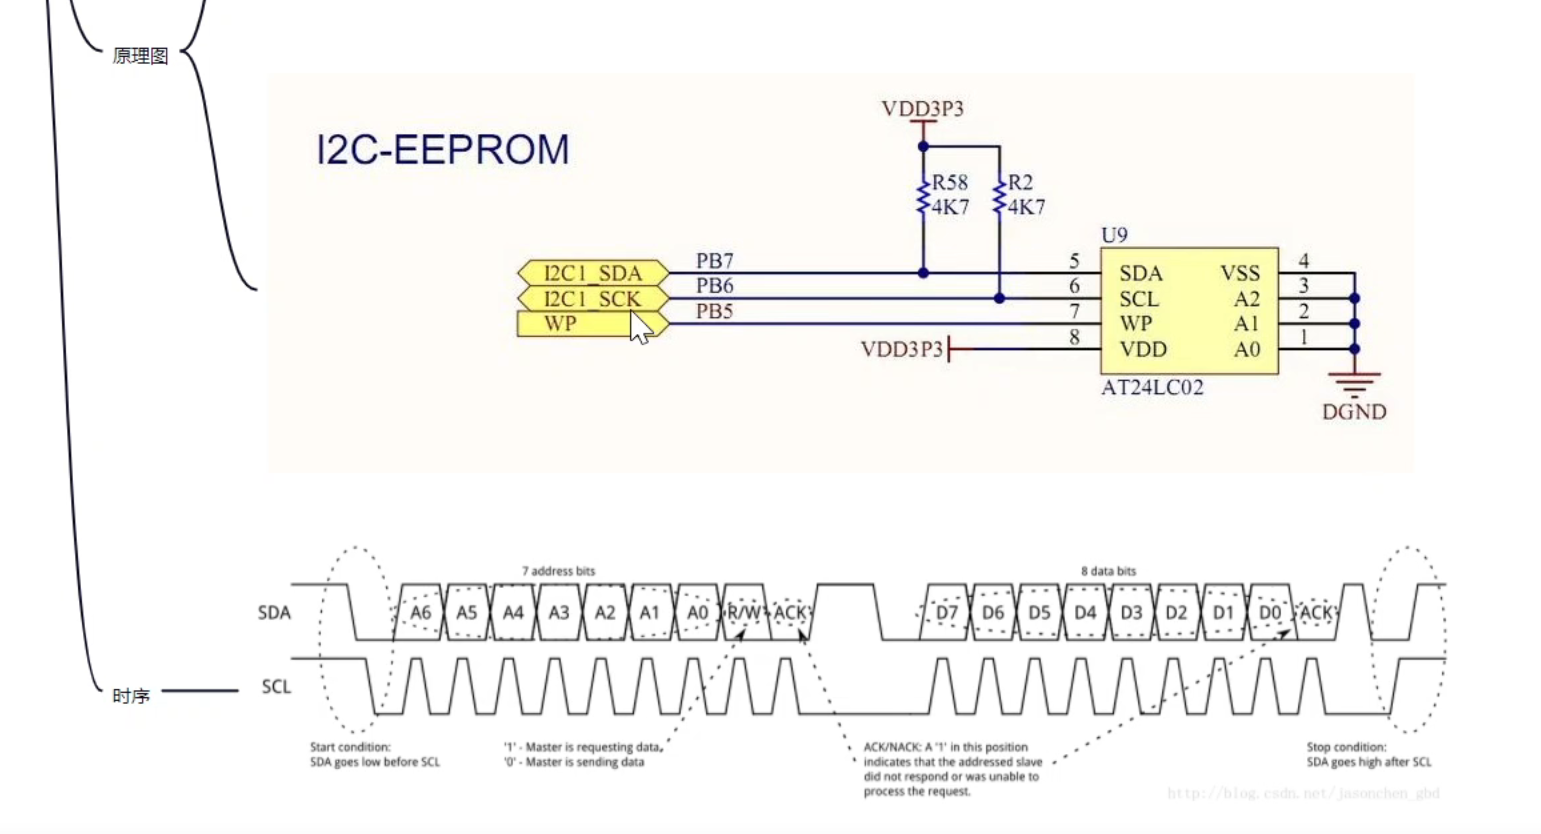 原理图
I2C-EEPROM
VDD3P3
R58
4K7
R2
4K7
U9
I2C1_SDA
PB7
5
SDA
VSS
4
I2C1_SCK
PB6
6
SCL
A2
3
WP
PB5
7
WP
A1
2
VDD3P3
8
VDD
A0
1
AT24LC02
DGND
时序
7 address bits
8 data bits
SDA
A6 A5 A4 A3 A2 A1 A0 R/W ACK
D7 D6 D5 D4 D3 D2 D1 D0 ACK
SCL
Start condition:
SDA goes low before SCL
'1' - Master is requesting data,
'0' - Master is sending data
ACK/NACK: A '1' in this position
indicates that the addressed slave
did not respond or was unable to
process the request.
Stop condition:
SDA goes high after SCL
http://blog.csdn.net/jasonchen_gbd